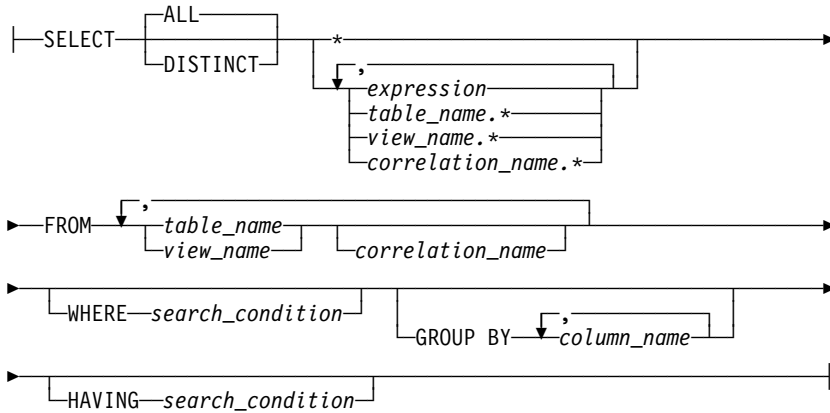 ALL
SELECT *
DISTINCT ,
expression
table_name.*
view_name.*
correlation_name.*
,
FROM table_name
view_name correlation_name
WHERE search_condition ,
GROUP BY column_name
HAVING search_condition